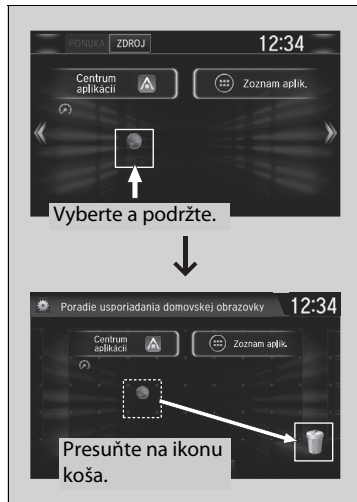 PONUKA ZDROJ 12:34
Centrum
aplikácií
Zoznam aplik.
Vyberte a podržte.
Poradie usporiadania domovskej obrazovky 12:34
Centrum
aplikácií
Zoznam aplik.
Presuňte na ikonu
koša.